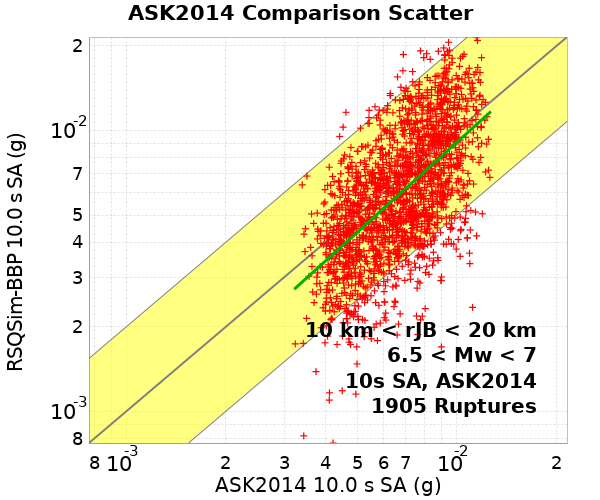 ASK2014 Comparison Scatter
RSQSim-BBP 10.0 s SA (g)
2
10-2
7
5
4
3
2
10-3
8
10 km < rJB < 20 km
6.5 < Mw < 7
10s SA, ASK2014
1905 Ruptures
8 10-3 2 3 4 5 6 7 10-2 2
ASK2014 10.0 s SA (g)